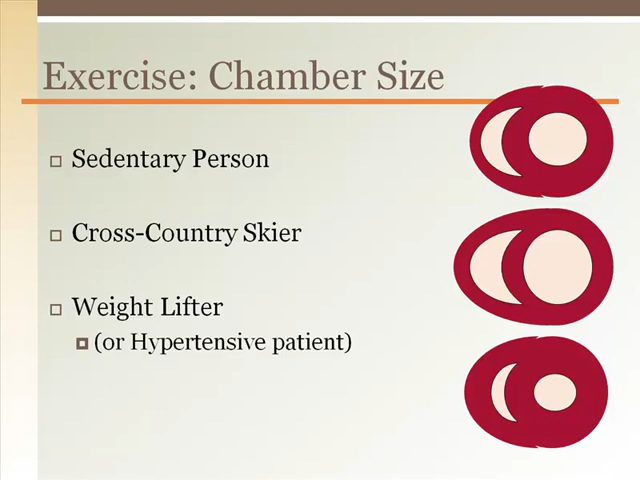 Exercise: Chamber Size
Sedentary Person
Cross-Country Skier
Weight Lifter
(or Hypertensive patient)